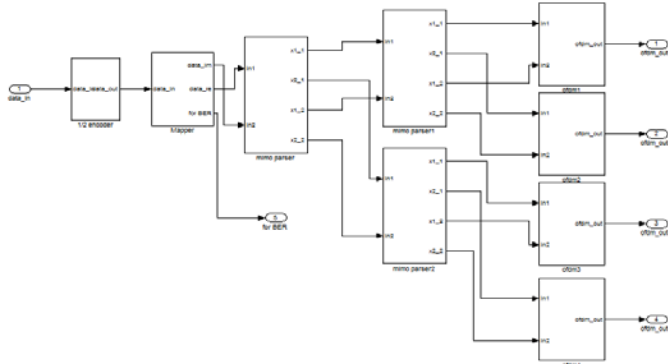 1
data_in
data_in
data_out
1/2 encoder
data_in
data_im
data_re
for BER
Mapper
in1
in2
x1_1
x2_1
x1_2
x2_2
mimo parser
5
for BER
in1
in2
x1_1
x2_1
x1_2
x2_2
mimo parser1
in1
in2
x1_1
x2_1
x1_2
x2_2
mimo parser2
in1
in2
ofdm_out
ofdm1
1
ofdm_out
in1
in2
ofdm_out
ofdm2
2
ofdm_out
in1
in2
ofdm_out
ofdm3
3
ofdm_out
in1
in2
ofdm_out
4
ofdm_out